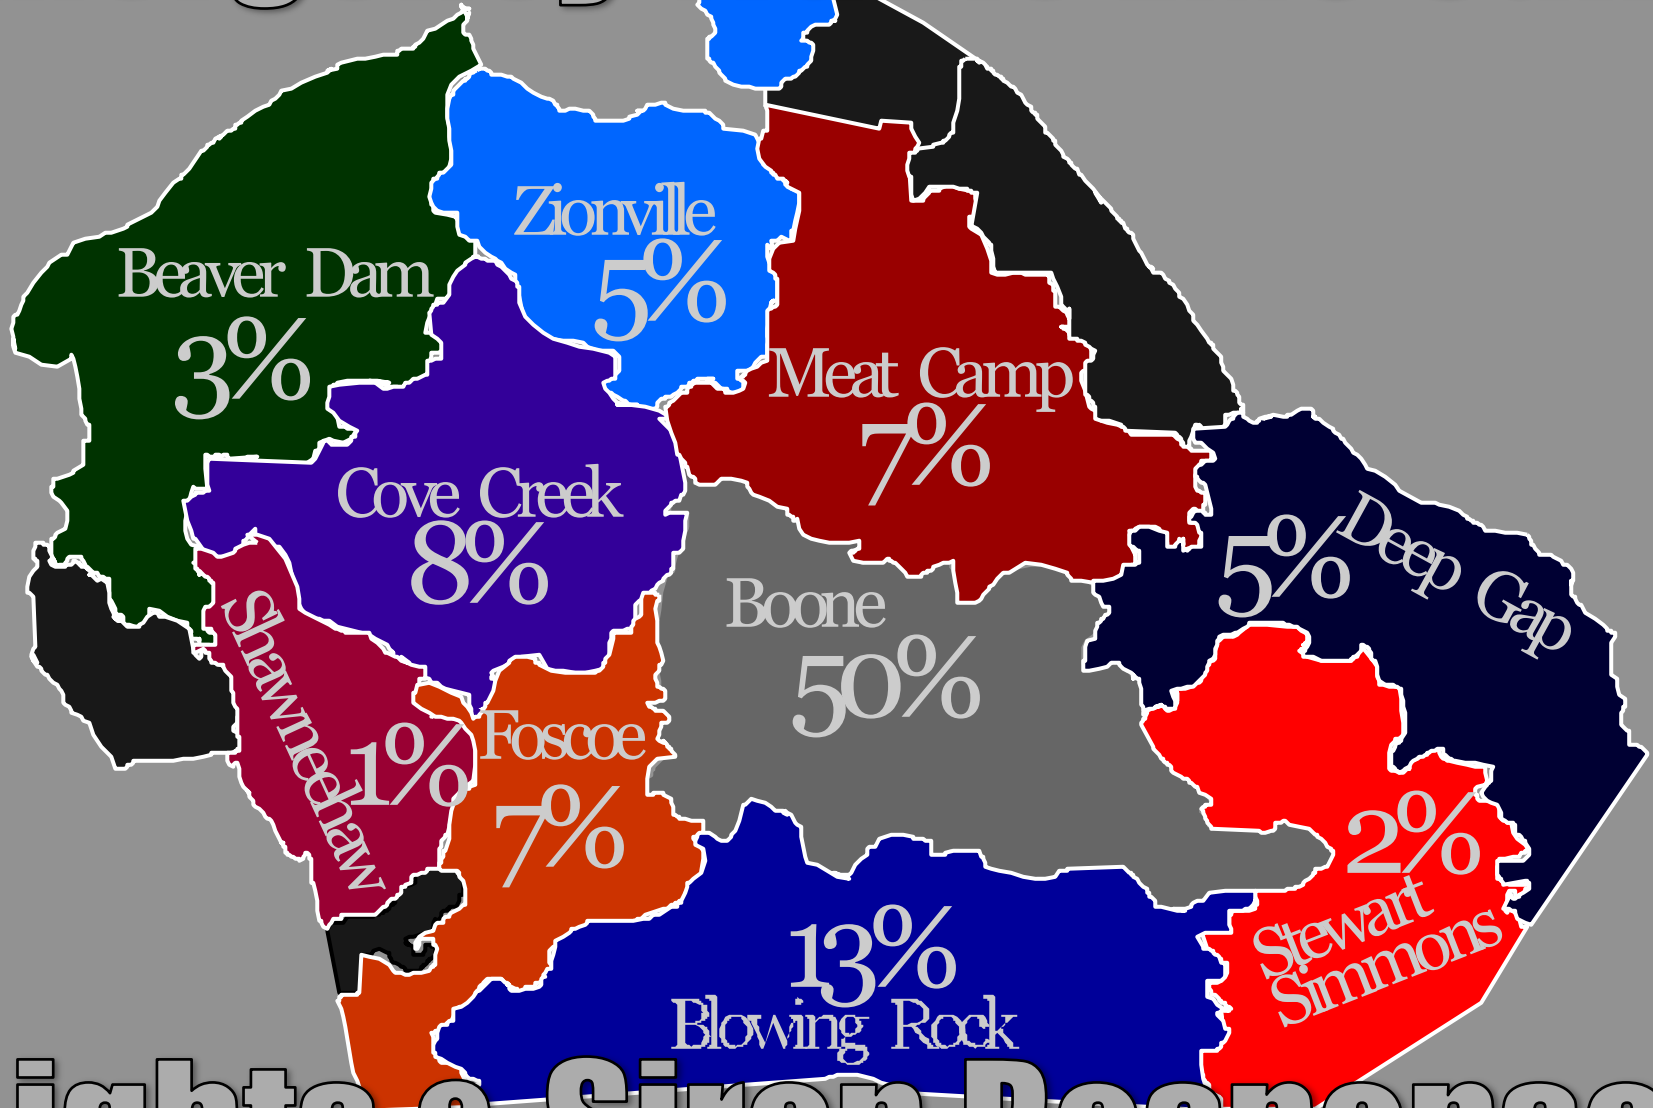 Zionville
5%
Beaver Dam
3%
Meat Camp
7%
Cove Creek
8%
Deep Gap
5%
Boone
50%
Shawneehaw
1%
Foscoe
7%
2%
Stewart
Simmons
13%
Blowing Rock